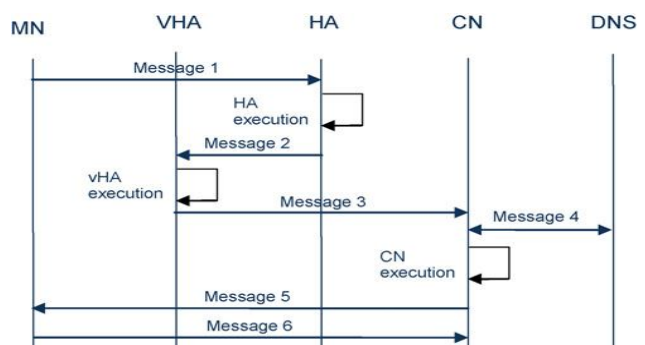 MN VHA HA CN DNS
Message 1
HA
execution
Message 2
vHA
execution
Message 3
Message 4
CN
execution
Message 5
Message 6